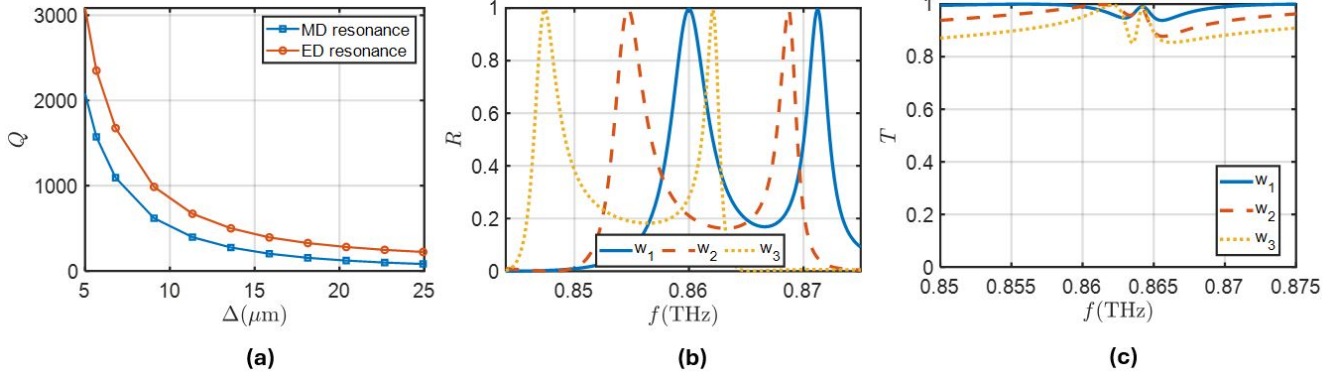 3000
2000
1000
0
Q
5
10
15
20
25
Δ(μm)
MD resonance
ED resonance
(a)
1
0.8
0.6
0.4
0.2
0
R
0.85
0.86
0.87
f(THz)
w1 w2 w3
(b)
1
0.8
0.6
0.4
0.2
0
T
0.85
0.855
0.86
0.865
0.87
0.875
f(THz)
w1
w2
w3
(c)